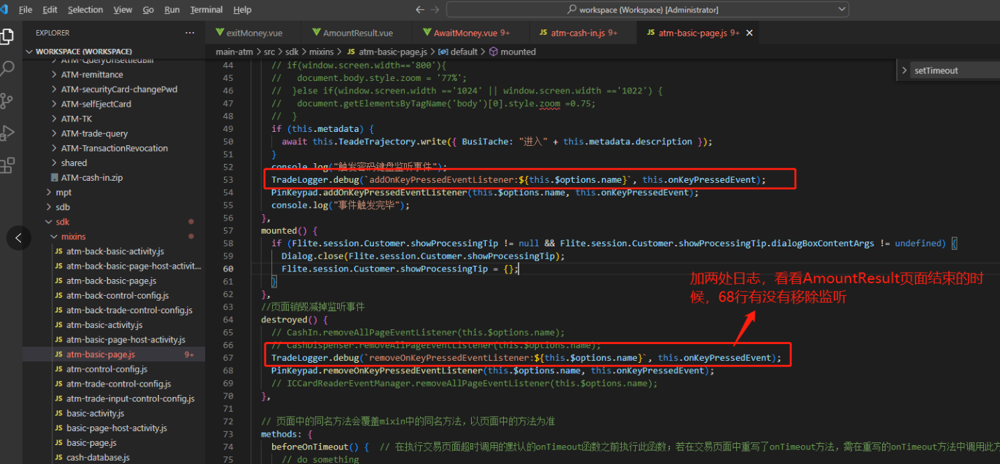 File Edit Selection View Go Run Terminal Help
workspace (Workspace) [Administrator]
EXPLORER ...
exitMoney.vue AmountResult.vue AwaitMoney.vue 9+ JS atm-cash-in.js 9+ JS atm-basic-page.js 9+
WORKSPACE (WORKSPACE)
main-atm > src > sdk > mixins > JS atm-basic-page.js > default > mounted
setTimeout
ATM-QueryUnsettledBill
ATM-remittance
ATM-securityCard-changePwd
ATM-selfEjectCard
ATM-TK
ATM-trade-query
ATM-TransactionRevocation
shared
ATM-cash-in.zip
mpt
sdb
sdk
mixins
JS atm-back-basic-activity.js
JS atm-back-basic-page-host-activit...
JS atm-back-basic-page.js
JS atm-back-control-config.js
JS atm-back-trade-control-config.js
JS atm-basic-activity.js
JS atm-basic-page-host-activity.js
JS atm-basic-page.js 9+
JS atm-control-config.js
JS atm-trade-control-config.js
JS atm-trade-input-control-config.js
JS basic-activity.js
JS basic-page-host-activity.js
JS basic-page.js
JS cash-database.js
44 // if(window.screen.width=='800'){
45 // document.body.style.zoom = '77%';
46 // }else if(window.screen.width =='1024' || window.screen.width =='1022') {
47 // document.getElementsByTagName('body')[0].style.zoom =0.75;
48 // }
49 if (this.metadata) {
50 await this.TeadeTrajectory.write({ BusiTache: "进入" + this.metadata.description });
51 }
52 console.log("触发密码键盘监听事件");
53 TradeLogger.debug(`addOnKeyPressedEventListener:${this.$options.name}`, this.onKeyPressedEvent);
54 PinKeypad.addOnKeyPressedEventListener(this.$options.name, this.onKeyPressedEvent);
55 console.log("事件触发完毕");
56 },
57 mounted() {
58 if (Flite.session.Customer.showProcessingTip != null && Flite.session.Customer.showProcessingTip.dialogBoxContentArgs != undefined) {
59 Dialog.close(Flite.session.Customer.showProcessingTip);
60 Flite.session.Customer.showProcessingTip = {};
61 }
62 },
63 //页面销毁减掉监听事件
64 destroyed() {
65 // CashIn.removeAllPageEventListener(this.$options.name);
66 // CashDispenser.removeAllPageEventListener(this.$options.name);
67 TradeLogger.debug(`removeOnKeyPressedEventListener:${this.$options.name}`, this.onKeyPressedEvent);
68 PinKeypad.removeOnKeyPressedEventListener(this.$options.name, this.onKeyPressedEvent);
69 // ICCardReaderEventManager.removeAllPageEventListener(this.$options.name);
70 },
71
72 // 页面中的同名方法会覆盖mixin中的同名方法，以页面中的方法为准
73 methods: {
74 beforeOnTimeout() { // 在执行交易页面超时调用的默认的onTimeout函数之前执行此函数；若在交易页面中重写了onTimeout方法，需在重写的onTimeout方法中调用此方
75 // do something
加两处日志，看看AmountResult页面结束的时
候，68行有没有移除监听